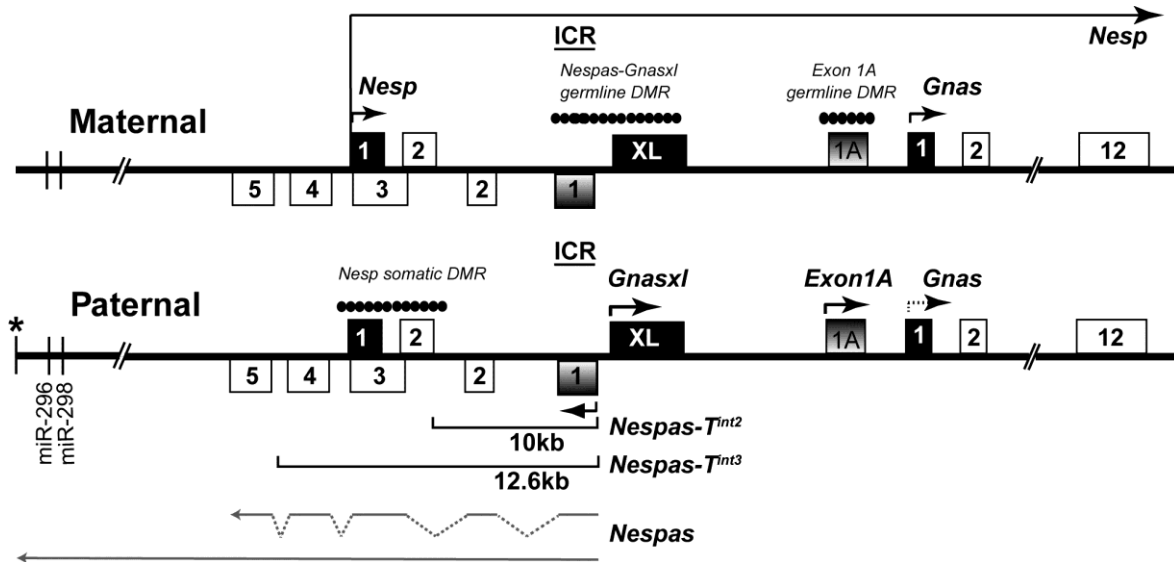 ICR
Nesp
Nespas-Gnasxl
germline DMR
Exon 1A
germline DMR
Nesp
Gnas
Maternal
1 2 XL 1A 1 2 12
5 4 3 2 1
ICR
Nesp somatic DMR
Gnasxl
Exon1A
Gnas
Paternal
*
1 2 XL 1A 1 2 12
5 4 3 2 1
miR-296
miR-298
10kb
Nespas-T^int2
12.6kb
Nespas-T^int3
Nespas